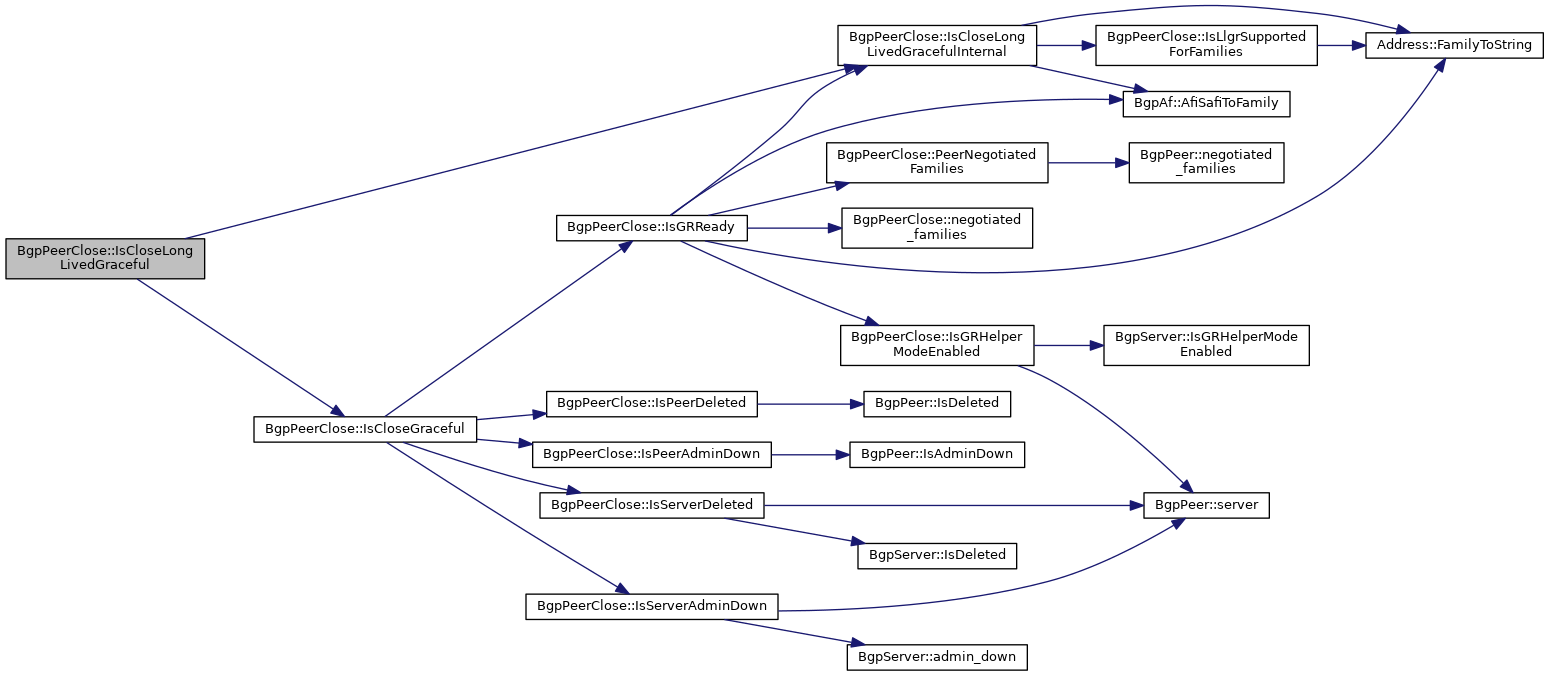 BgpPeerClose::IsCloseLong
LivedGraceful
BgpPeerClose::IsCloseLong
LivedGracefulInternal
BgpPeerClose::IsLlgrSupported
ForFamilies
Address::FamilyToString
BgpAf::AfiSafiToFamily
BgpPeerClose::PeerNegotiated
Families
BgpPeer::negotiated
_families
BgpPeerClose::IsGRReady
BgpPeerClose::negotiated
_families
BgpPeerClose::IsGRHelper
ModeEnabled
BgpServer::IsGRHelperMode
Enabled
BgpPeerClose::IsCloseGraceful
BgpPeerClose::IsPeerDeleted
BgpPeer::IsDeleted
BgpPeerClose::IsPeerAdminDown
BgpPeer::IsAdminDown
BgpPeerClose::IsServerDeleted
BgpPeer::server
BgpServer::IsDeleted
BgpPeerClose::IsServerAdminDown
BgpServer::admin_down